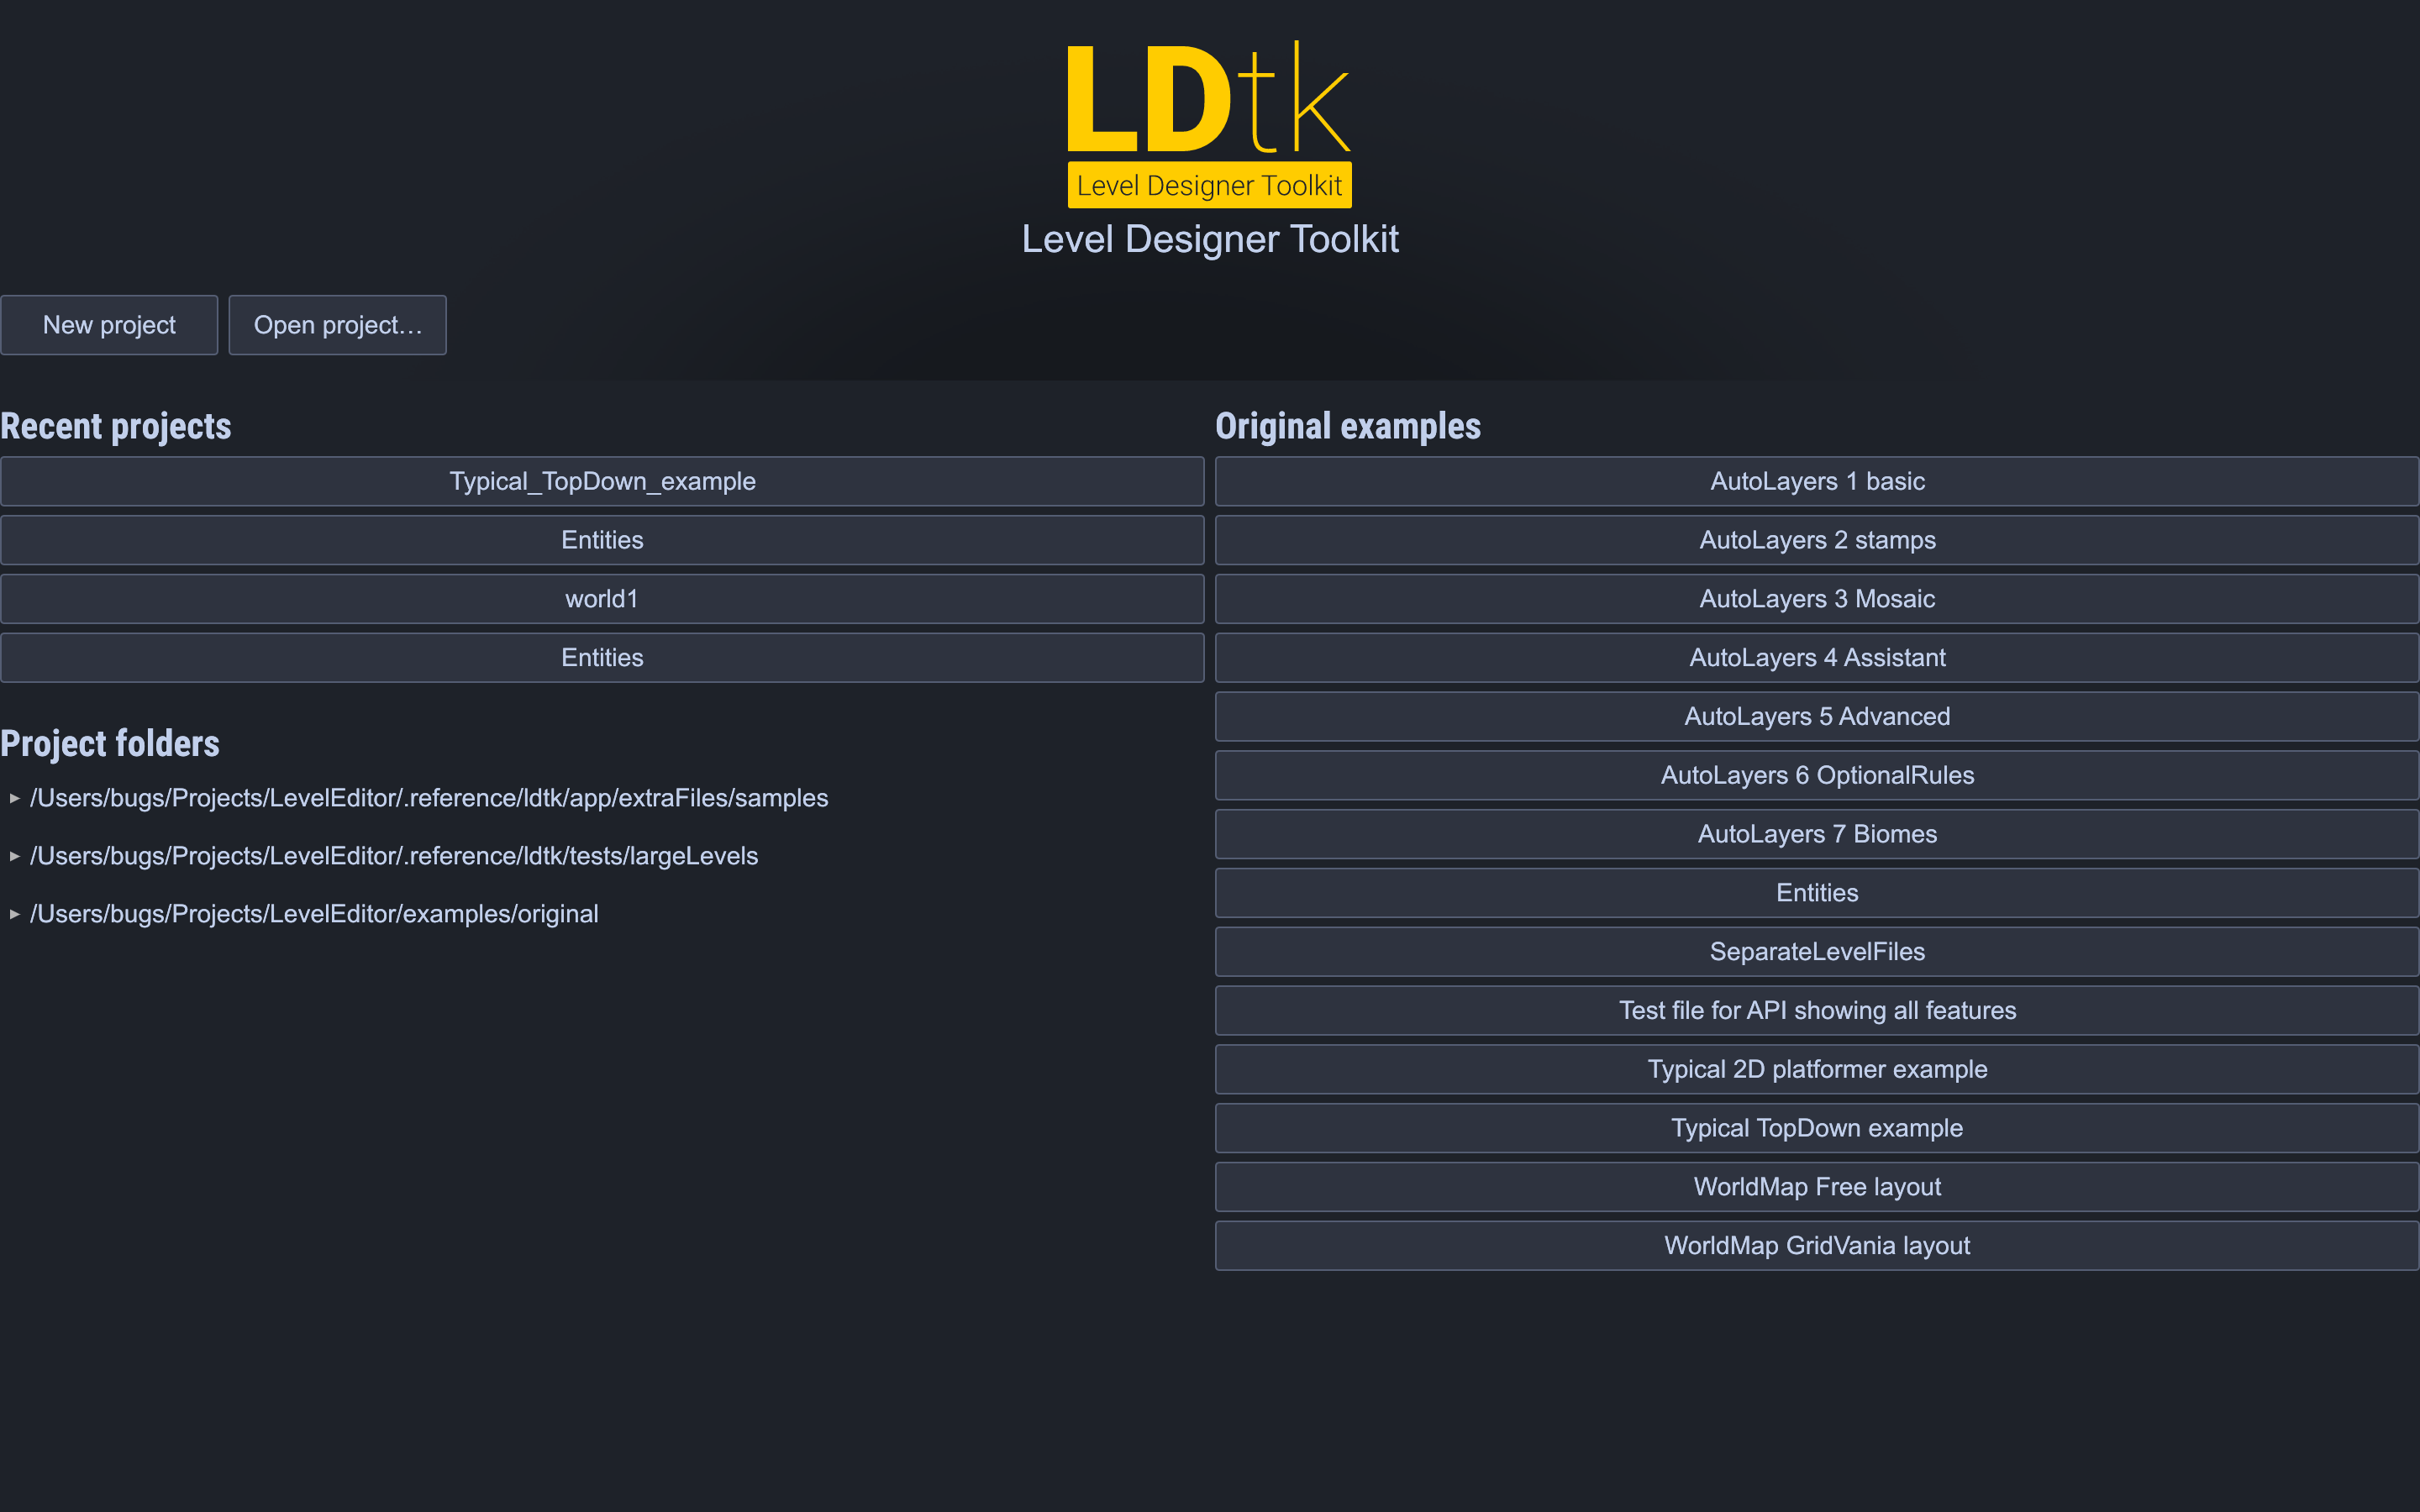 LDtk
Level Designer Toolkit
Level Designer Toolkit
New project
Open project...
Recent projects
Typical_TopDown_example
Entities
world1
Entities
Project folders
/Users/bugs/Projects/LevelEditor/.reference/ldtk/app/extraFiles/samples
/Users/bugs/Projects/LevelEditor/.reference/ldtk/tests/largeLevels
/Users/bugs/Projects/LevelEditor/examples/original
Original examples
AutoLayers 1 basic
AutoLayers 2 stamps
AutoLayers 3 Mosaic
AutoLayers 4 Assistant
AutoLayers 5 Advanced
AutoLayers 6 OptionalRules
AutoLayers 7 Biomes
Entities
SeparateLevelFiles
Test file for API showing all features
Typical 2D platformer example
Typical TopDown example
WorldMap Free layout
WorldMap GridVania layout